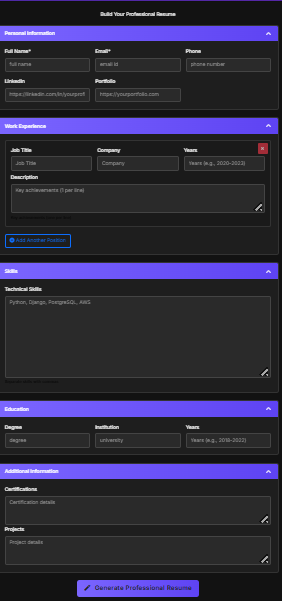 Build Your Professional Resume
Personal Information
Full Name* Email* Phone
full name email id phone number
LinkedIn Portfolio
https://linkedin.com/in/yourprofi https://yourportfolio.com
Work Experience
×
Job Title Company Years
Job Title Company Years (e.g., 2020-2023)
Description
Key achievements (1 per line)
Add Another Position
Skills
Technical Skills
Python, Django, PostgreSQL, AWS
Education
Degree Institution Years
degree university Years (e.g., 2018-2022)
Additional Information
Certifications
Certification details
Projects
Project details
Generate Professional Resume